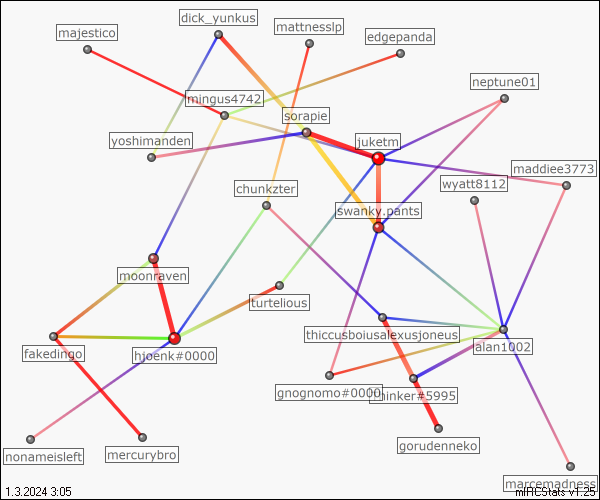 dick_yunkus
mattnesslp
majestico
edgepanda
neptune01
mingus4742
sorapie
yoshimanden
juketm
maddiee3773
chunkzter
wyatt8112
swanky.pants
moonraven
turtelious
thiccusboiusalexusjoneus
fakedingo
hjoenk#0000
alan1002
gnognomo#0000
thinker#5995
gorudenneko
nonameisleft
mercurybro
marcemadness
1.3.2024 3:05
mIRCStats v1.25